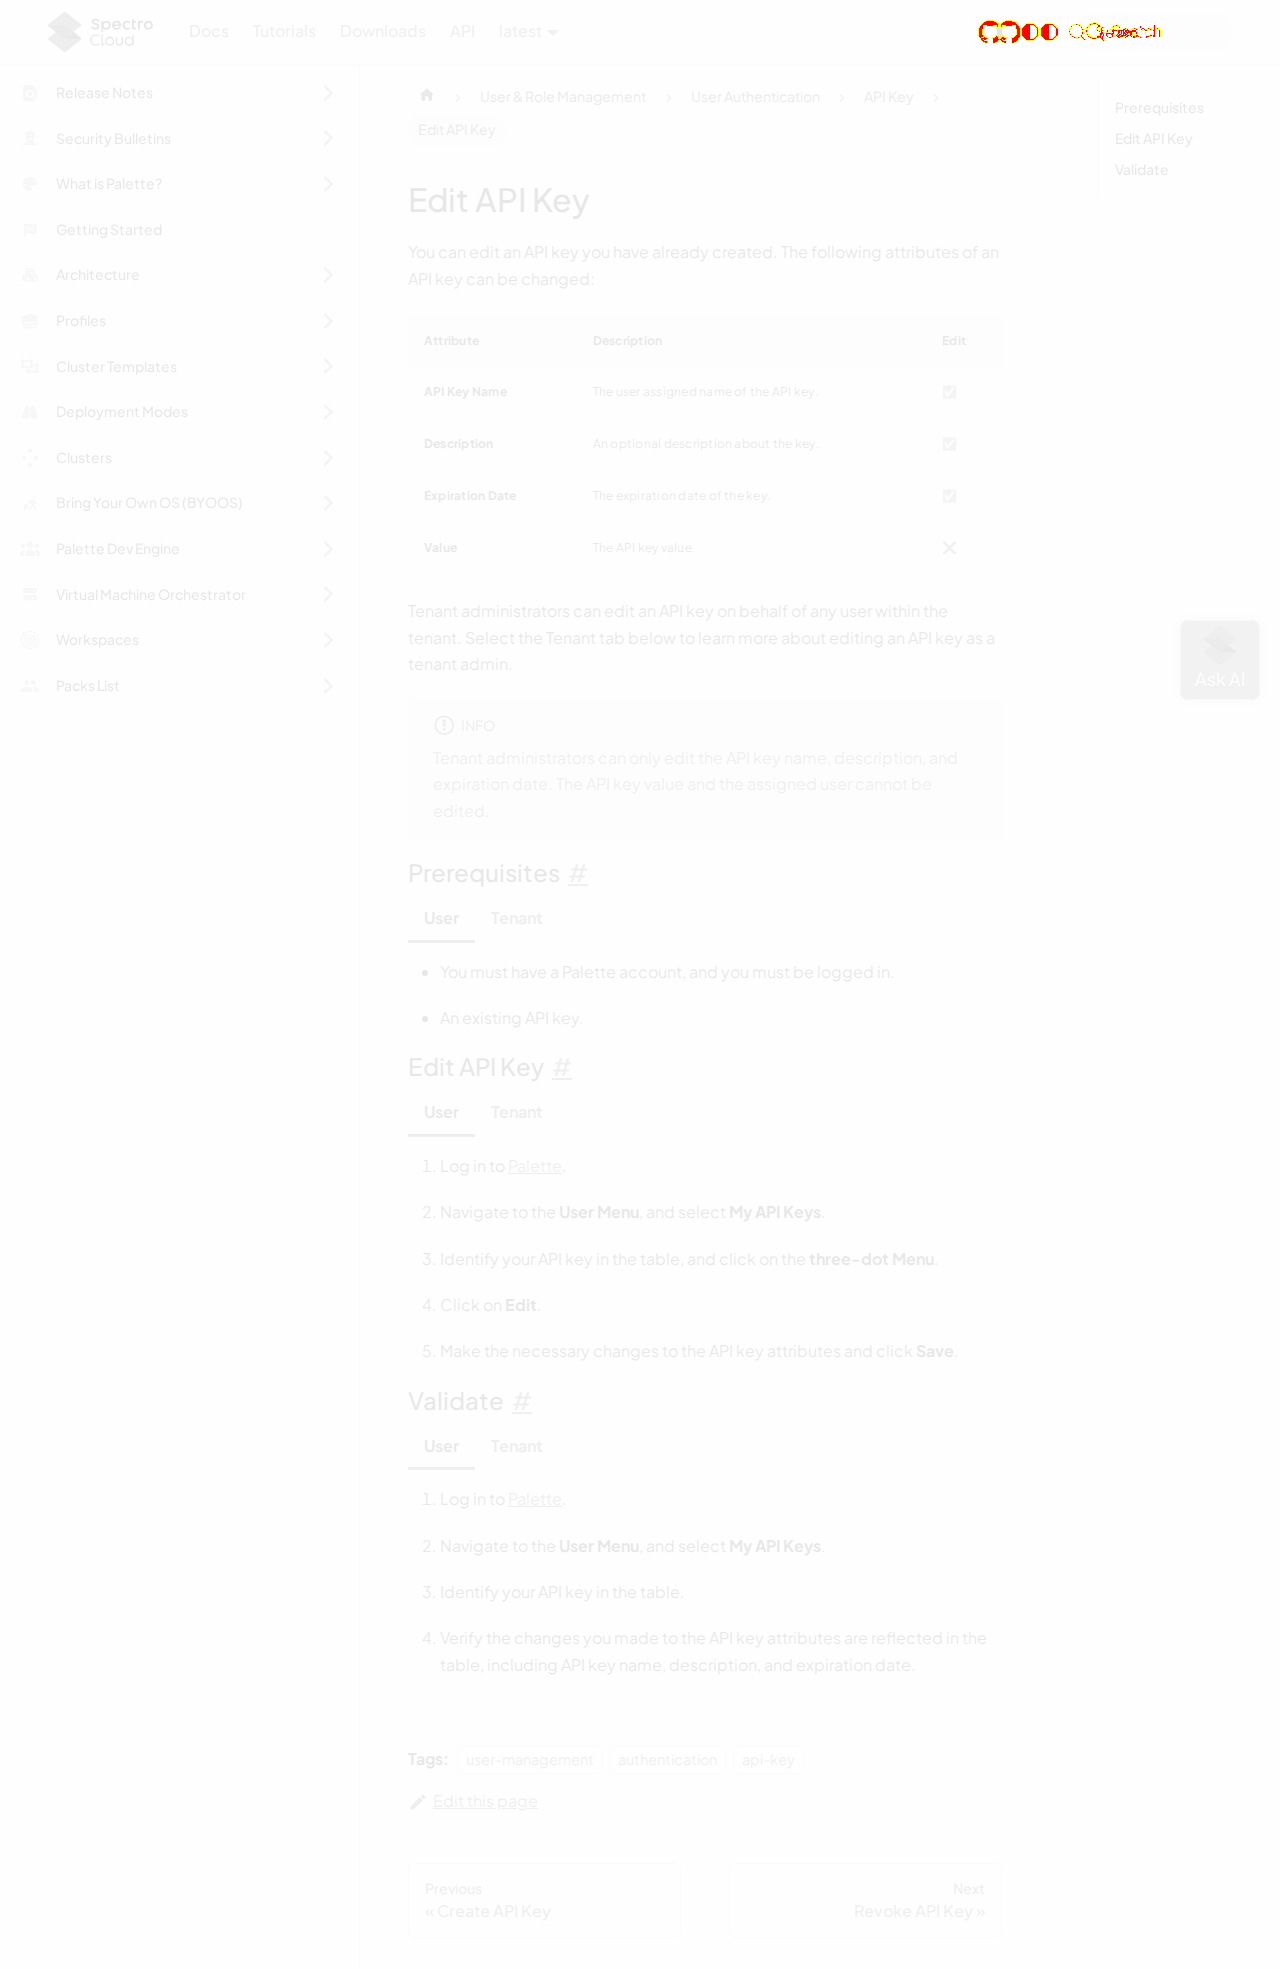 Spectro Cloud
Docs
Tutorials
Downloads
API
latest
Search
Release Notes
Security Bulletins
What is Palette?
Getting Started
Architecture
Profiles
Cluster Templates
Deployment Modes
Clusters
Bring Your Own OS (BYOOS)
Palette Dev Engine
Virtual Machine Orchestrator
Workspaces
Packs List
User & Role Management
User Authentication
API Key
Edit API Key
Prerequisites
Edit API Key
Validate
Edit API Key
You can edit an API key you have already created. The following attributes of an
API key can be changed:
Attribute Description Edit
API Key Name The user assigned name of the API key.
Description An optional description about the key.
Expiration Date The expiration date of the key.
Value The API key value.
Tenant administrators can edit an API key on behalf of any user within the
tenant. Select the Tenant tab below to learn more about editing an API key as a
tenant admin.
Ask AI
INFO
Tenant administrators can only edit the API key name, description, and
expiration date. The API key value and the assigned user cannot be
edited.
Prerequisites #
User Tenant
• You must have a Palette account, and you must be logged in.
• An existing API key.
Edit API Key #
User Tenant
1. Log in to Palette.
2. Navigate to the User Menu, and select My API Keys.
3. Identify your API key in the table, and click on the three-dot Menu.
4. Click on Edit.
5. Make the necessary changes to the API key attributes and click Save.
Validate #
User Tenant
1. Log in to Palette.
2. Navigate to the User Menu, and select My API Keys.
3. Identify your API key in the table.
4. Verify the changes you made to the API key attributes are reflected in the
table, including API key name, description, and expiration date.
Tags: user-management authentication api-key
Edit this page
Previous
« Create API Key
Next
Revoke API Key »